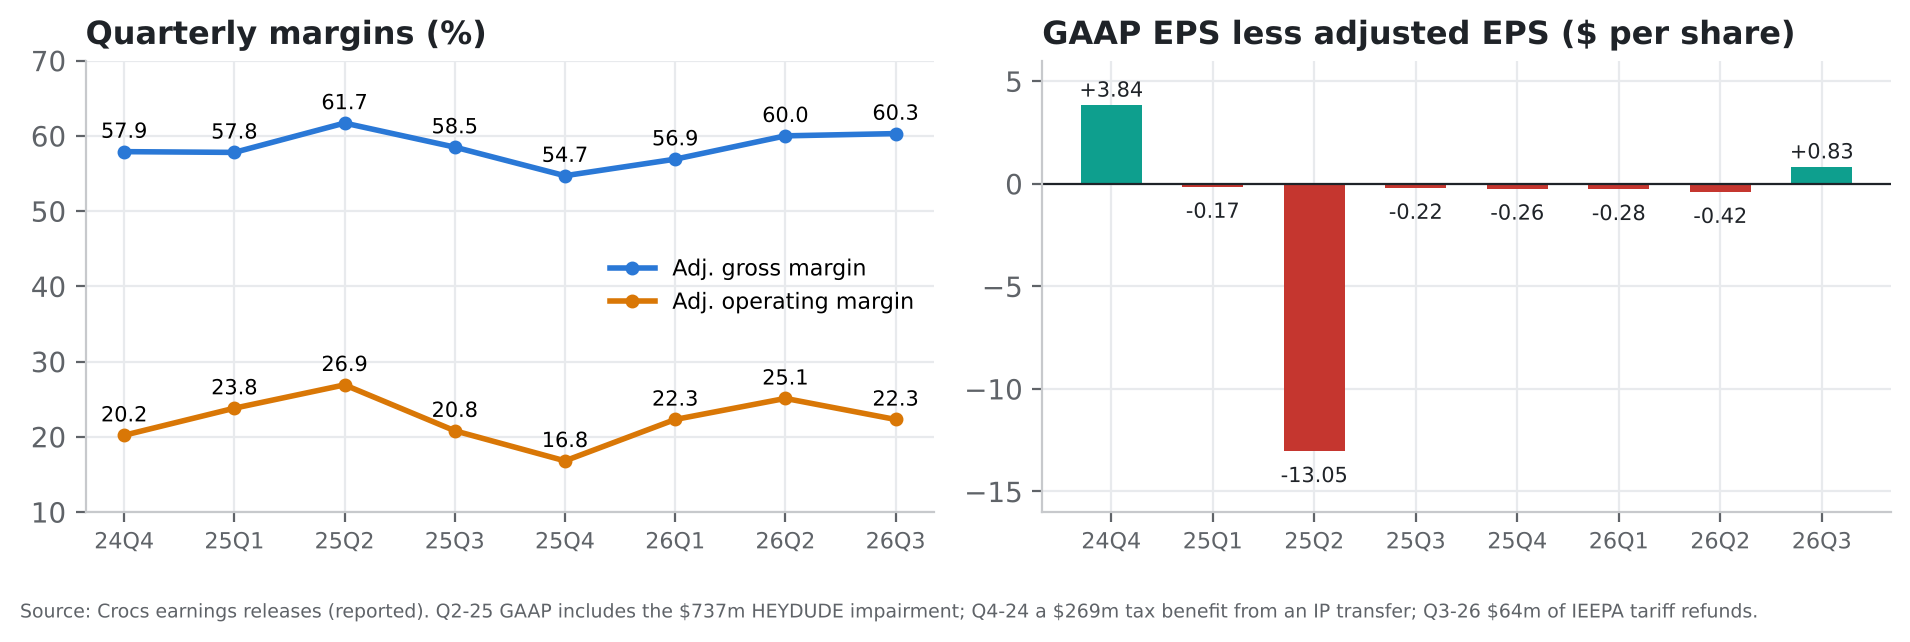 Quarterly margins (%)
70
60
50
40
30
20
10
57.9
57.8
61.7
58.5
54.7
56.9
60.0
60.3
Adj. gross margin
Adj. operating margin
20.2
23.8
26.9
20.8
16.8
22.3
25.1
22.3
24Q4
25Q1
25Q2
25Q3
25Q4
26Q1
26Q2
26Q3
GAAP EPS less adjusted EPS ($ per share)
5
0
−5
−10
−15
+3.84
-0.17
-13.05
-0.22
-0.26
-0.28
-0.42
+0.83
24Q4
25Q1
25Q2
25Q3
25Q4
26Q1
26Q2
26Q3
Source: Crocs earnings releases (reported). Q2-25 GAAP includes the $737m HEYDUDE impairment; Q4-24 a $269m tax benefit from an IP transfer; Q3-26 $64m of IEEPA tariff refunds.